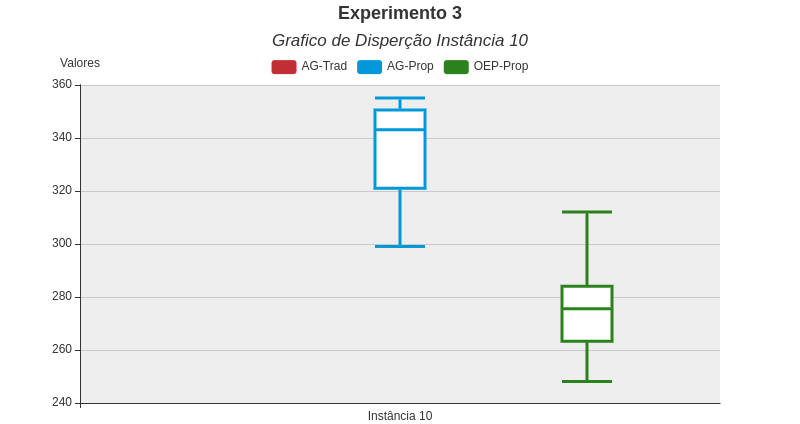 Experimento 3
Grafico de Disperção Instância 10
Valores
AG-Trad AG-Prop OEP-Prop
360
340
320
300
280
260
240
Instância 10